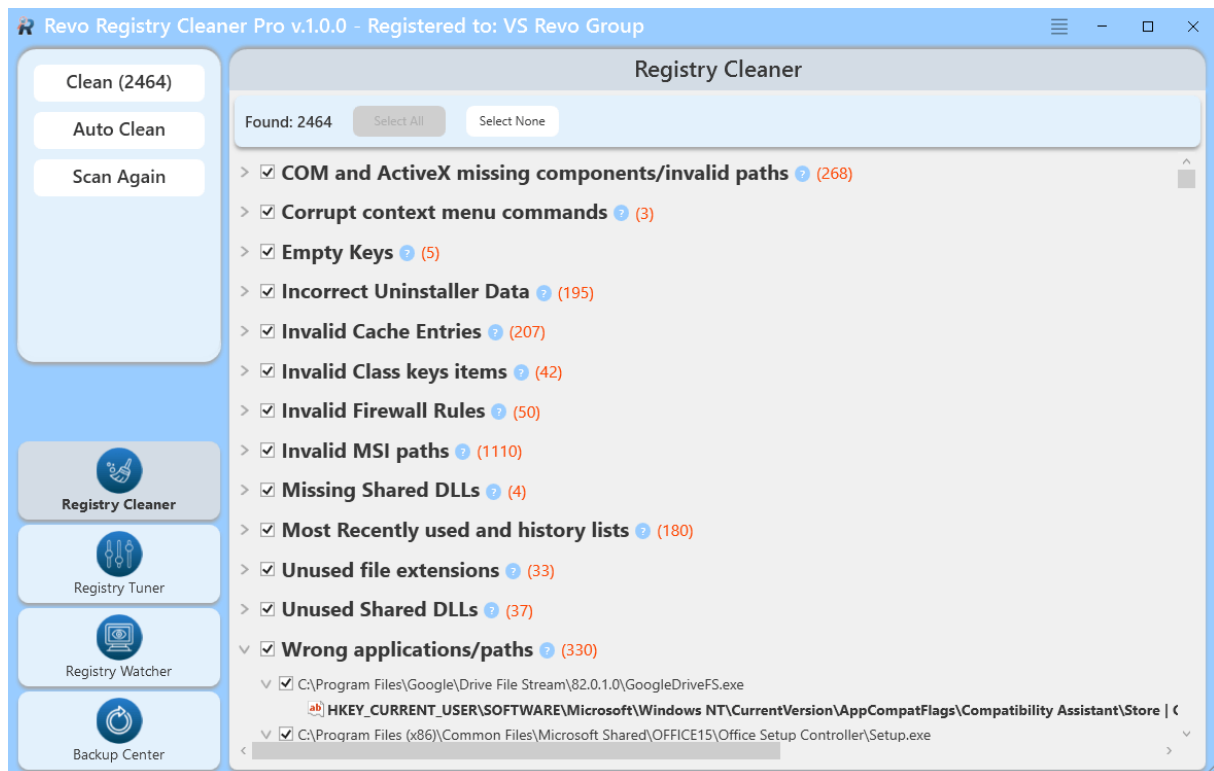 Revo Registry Cleaner Pro v.1.0.0 - Registered to: VS Revo Group
Clean (2464)
Auto Clean
Scan Again
Registry Cleaner
Registry Tuner
Registry Watcher
Backup Center
Registry Cleaner
Found: 2464
Select All
Select None
COM and ActiveX missing components/invalid paths ? (268)
Corrupt context menu commands ? (3)
Empty Keys ? (5)
Incorrect Uninstaller Data ? (195)
Invalid Cache Entries ? (207)
Invalid Class keys items ? (42)
Invalid Firewall Rules ? (50)
Invalid MSI paths ? (1110)
Missing Shared DLLs ? (4)
Most Recently used and history lists ? (180)
Unused file extensions ? (33)
Unused Shared DLLs ? (37)
Wrong applications/paths ? (330)
C:\Program Files\Google\Drive File Stream\82.0.1.0\GoogleDriveFS.exe
ab HKEY_CURRENT_USER\SOFTWARE\Microsoft\Windows NT\CurrentVersion\AppCompatFlags\Compatibility Assistant\Store |
C:\Program Files (x86)\Common Files\Microsoft Shared\OFFICE15\Office Setup Controller\Setup.exe